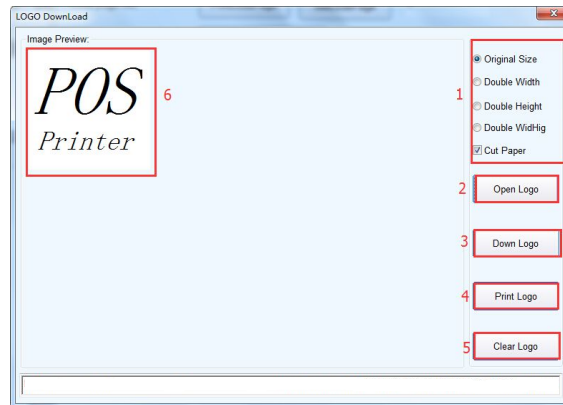 LOGO DownLoad
Image Preview:
POS
Printer
6
1
Original Size
Double Width
Double Height
Double WidHig
Cut Paper
2
Open Logo
3
Down Logo
4
Print Logo
5
Clear Logo